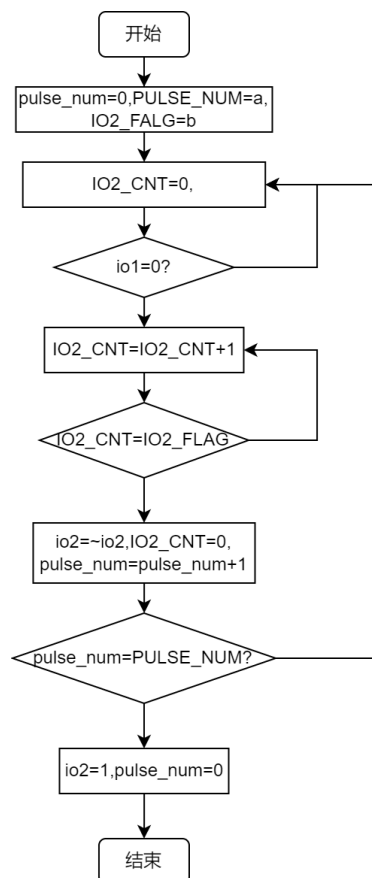 开始
pulse_num=0,PULSE_NUM=a,
IO2_FALG=b
IO2_CNT=0,
io1=0?
IO2_CNT=IO2_CNT+1
IO2_CNT=IO2_FLAG
io2=~io2,IO2_CNT=0,
pulse_num=pulse_num+1
pulse_num=PULSE_NUM?
io2=1,pulse_num=0
结束